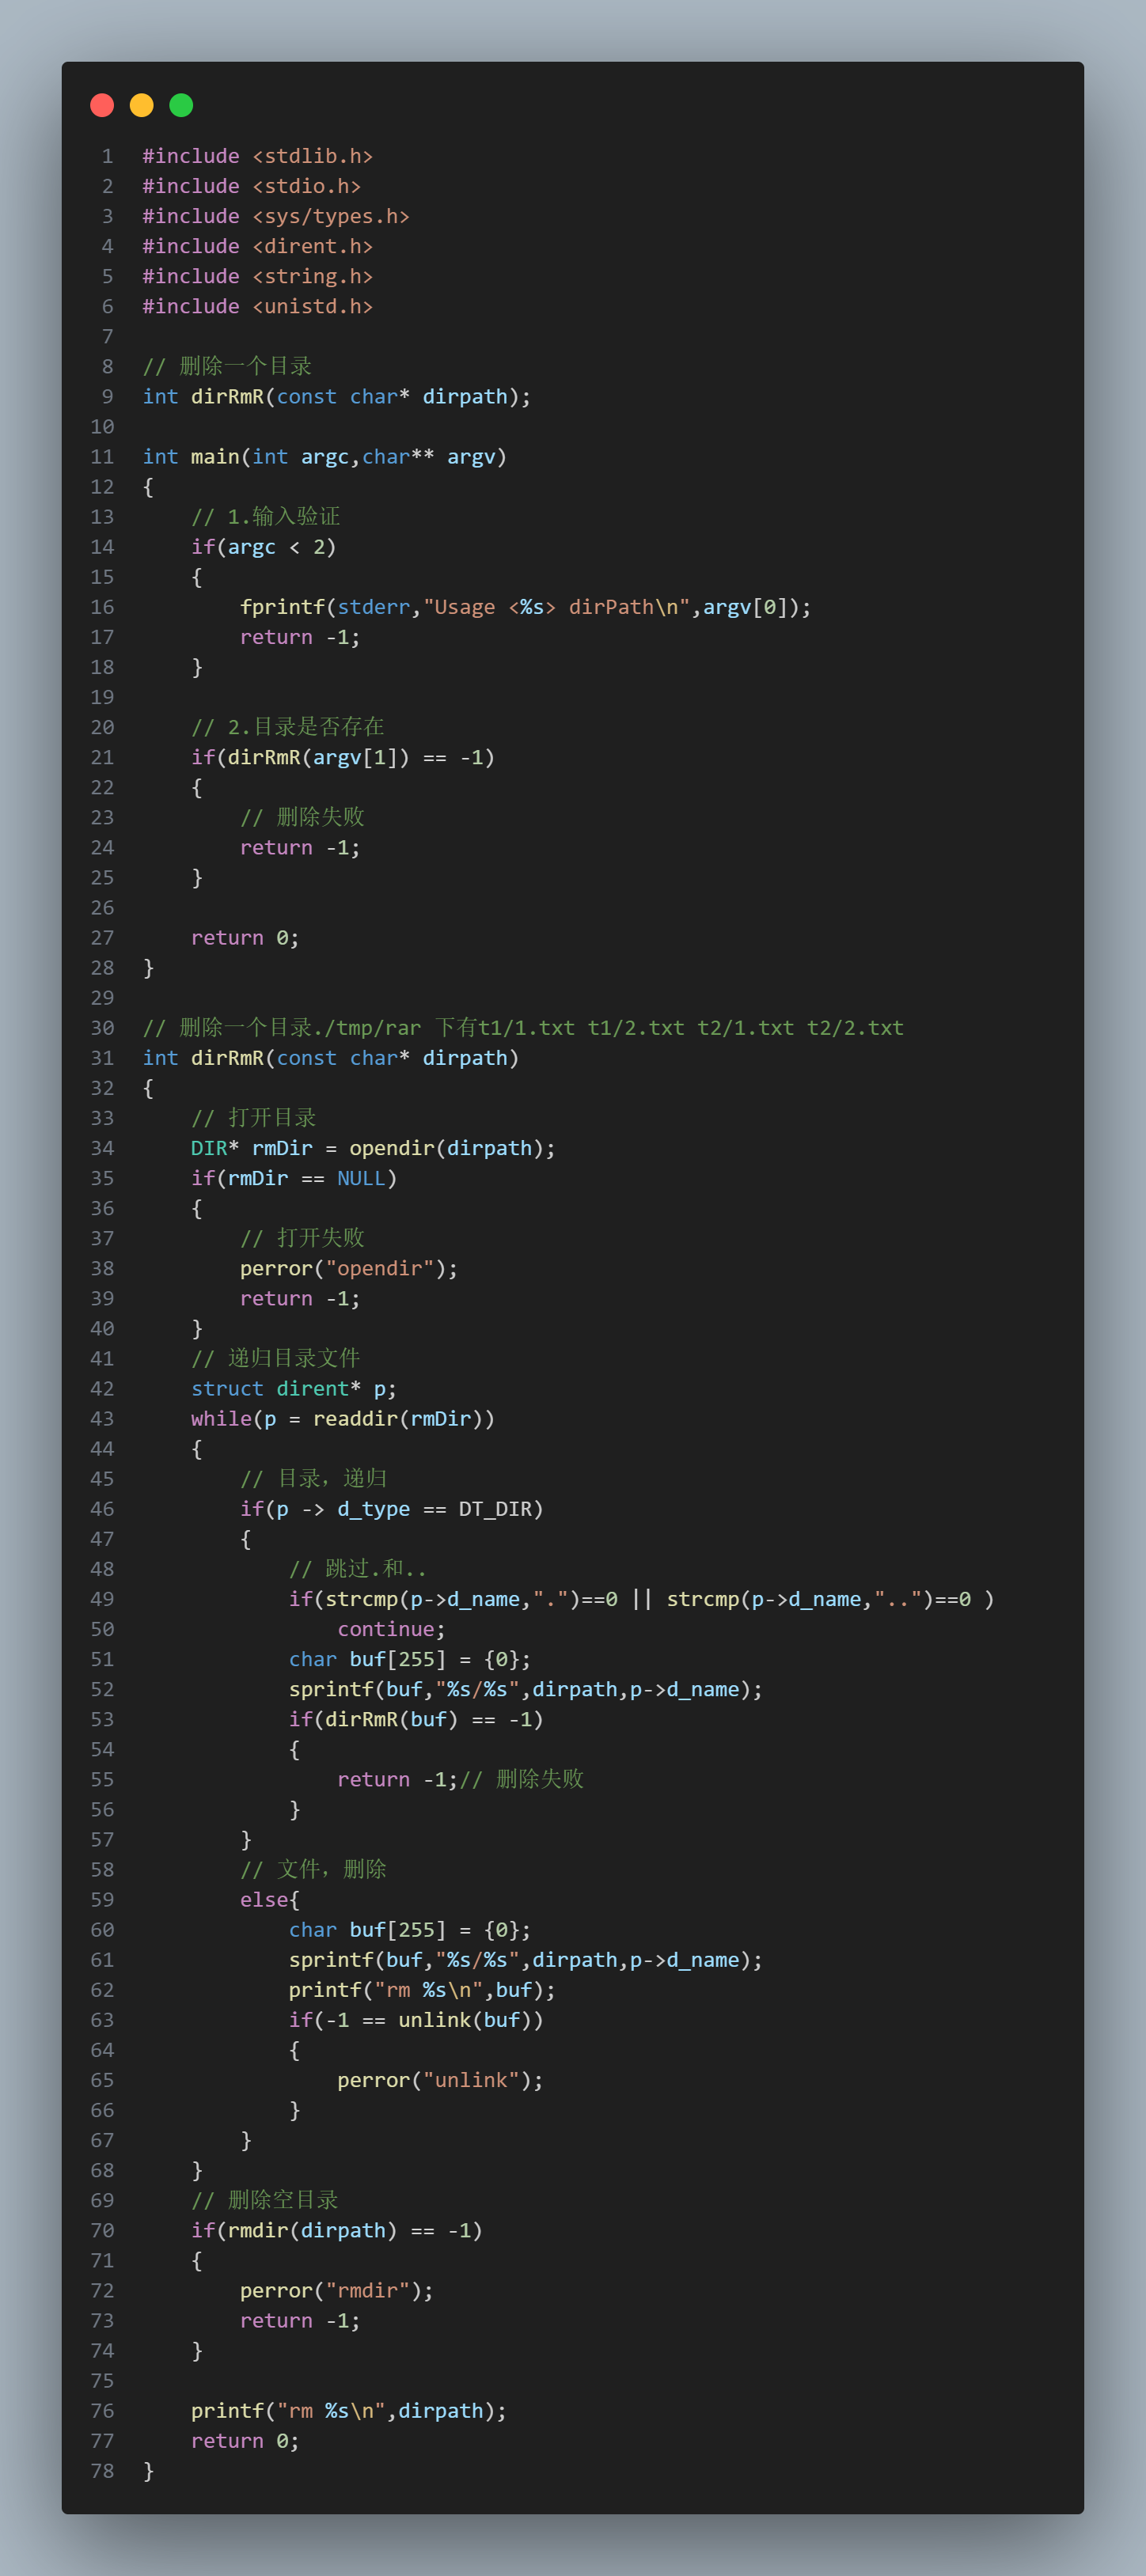 1 #include <stdlib.h>
2 #include <stdio.h>
3 #include <sys/types.h>
4 #include <dirent.h>
5 #include <string.h>
6 #include <unistd.h>
7
8 // 删除一个目录
9 int dirRmR(const char* dirpath);
10
11 int main(int argc,char** argv)
12 {
13     // 1.输入验证
14     if(argc < 2)
15     {
16         fprintf(stderr,"Usage <%s> dirPath\n",argv[0]);
17         return -1;
18     }
19
20     // 2.目录是否存在
21     if(dirRmR(argv[1]) == -1)
22     {
23         // 删除失败
24         return -1;
25     }
26
27     return 0;
28 }
29
30 // 删除一个目录./tmp/rar 下有t1/1.txt t1/2.txt t2/1.txt t2/2.txt
31 int dirRmR(const char* dirpath)
32 {
33     // 打开目录
34     DIR* rmDir = opendir(dirpath);
35     if(rmDir == NULL)
36     {
37         // 打开失败
38         perror("opendir");
39         return -1;
40     }
41     // 递归目录文件
42     struct dirent* p;
43     while(p = readdir(rmDir))
44     {
45         // 目录，递归
46         if(p -> d_type == DT_DIR)
47         {
48             // 跳过.和..
49             if(strcmp(p->d_name,".")==0 || strcmp(p->d_name,"..")==0 )
50                 continue;
51             char buf[255] = {0};
52             sprintf(buf,"%s/%s",dirpath,p->d_name);
53             if(dirRmR(buf) == -1)
54             {
55                 return -1;// 删除失败
56             }
57         }
58         // 文件，删除
59         else{
60             char buf[255] = {0};
61             sprintf(buf,"%s/%s",dirpath,p->d_name);
62             printf("rm %s\n",buf);
63             if(-1 == unlink(buf))
64             {
65                 perror("unlink");
66             }
67         }
68     }
69     // 删除空目录
70     if(rmdir(dirpath) == -1)
71     {
72         perror("rmdir");
73         return -1;
74     }
75
76     printf("rm %s\n",dirpath);
77     return 0;
78 }